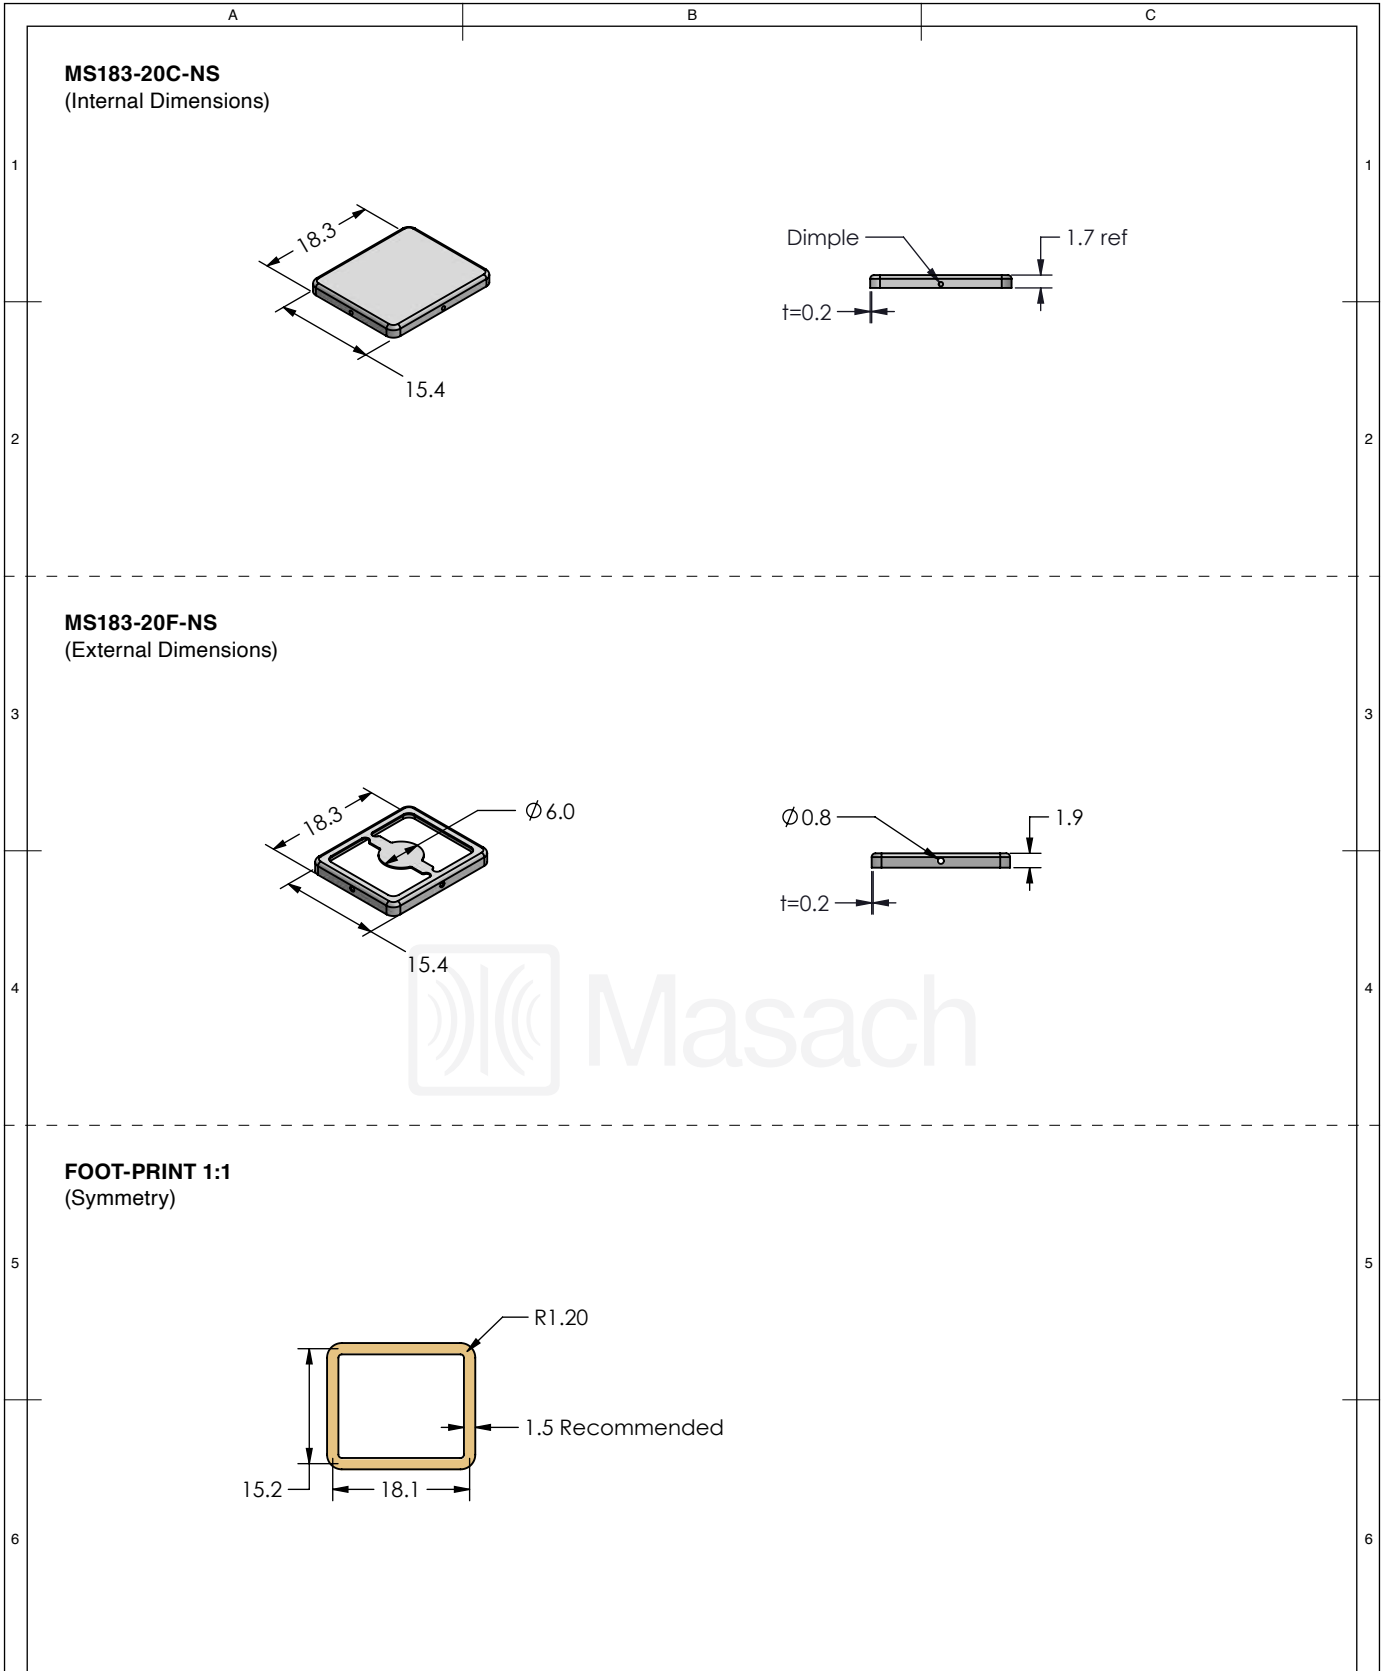 A B C
MS183-20C-NS
(Internal Dimensions)
1 1
18.3
15.4
Dimple
1.7 ref
t=0.2
2 2
MS183-20F-NS
(External Dimensions)
3 3
18.3
Ø6.0
15.4
Ø0.8
1.9
t=0.2
4 4
Masach
FOOT-PRINT 1:1
(Symmetry)
5 5
R1.20
1.5 Recommended
15.2
18.1
6 6